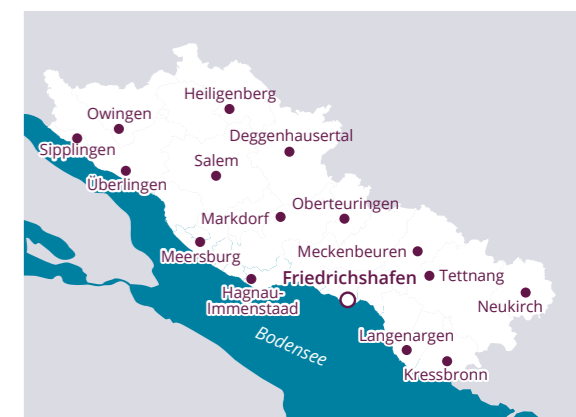 Heiligenberg
Owingen
Deggenhausertal
Sipplingen
Salem
Überlingen
Oberteuringen
Markdorf
Meckenbeuren
Meersburg
Friedrichshafen
Tettnang
Hagnau-
Immenstaad
Neukirch
Langenargen
Bodensee
Kressbronn